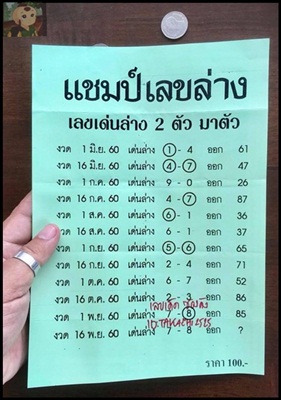 แชมป์เลขล่าง
เลขเด่นล่าง 2 ตัว มาตัว
งวด 1 มิ.ย. 60 เด่นล่าง 1 - 4 ออก 61
งวด 16 มิ.ย. 60 เด่นล่าง 4 - 7 ออก 47
งวด 1 ก.ค. 60 เด่นล่าง 9 - 0 ออก 26
งวด 16 ก.ค. 60 เด่นล่าง 4 - 7 ออก 87
งวด 1 ส.ค. 60 เด่นล่าง 6 - 1 ออก 36
งวด 16 ส.ค. 60 เด่นล่าง 6 - 1 ออก 37
งวด 1 ก.ย. 60 เด่นล่าง 5 - 6 ออก 65
งวด 16 ก.ย. 60 เด่นล่าง 2 - 4 ออก 71
งวด 1 ต.ค. 60 เด่นล่าง 6 - 7 ออก 52
งวด 16 ต.ค. 60 เด่นล่าง 2 - 3 ออก 86
เลขเด็ด
งวด 1 พ.ย. 60 เด่นล่าง 7 - 8 ออก 85
งวด 16 พ.ย. 60 เด่นล่าง 7 - 8 ออก ?
ราคา 100.-